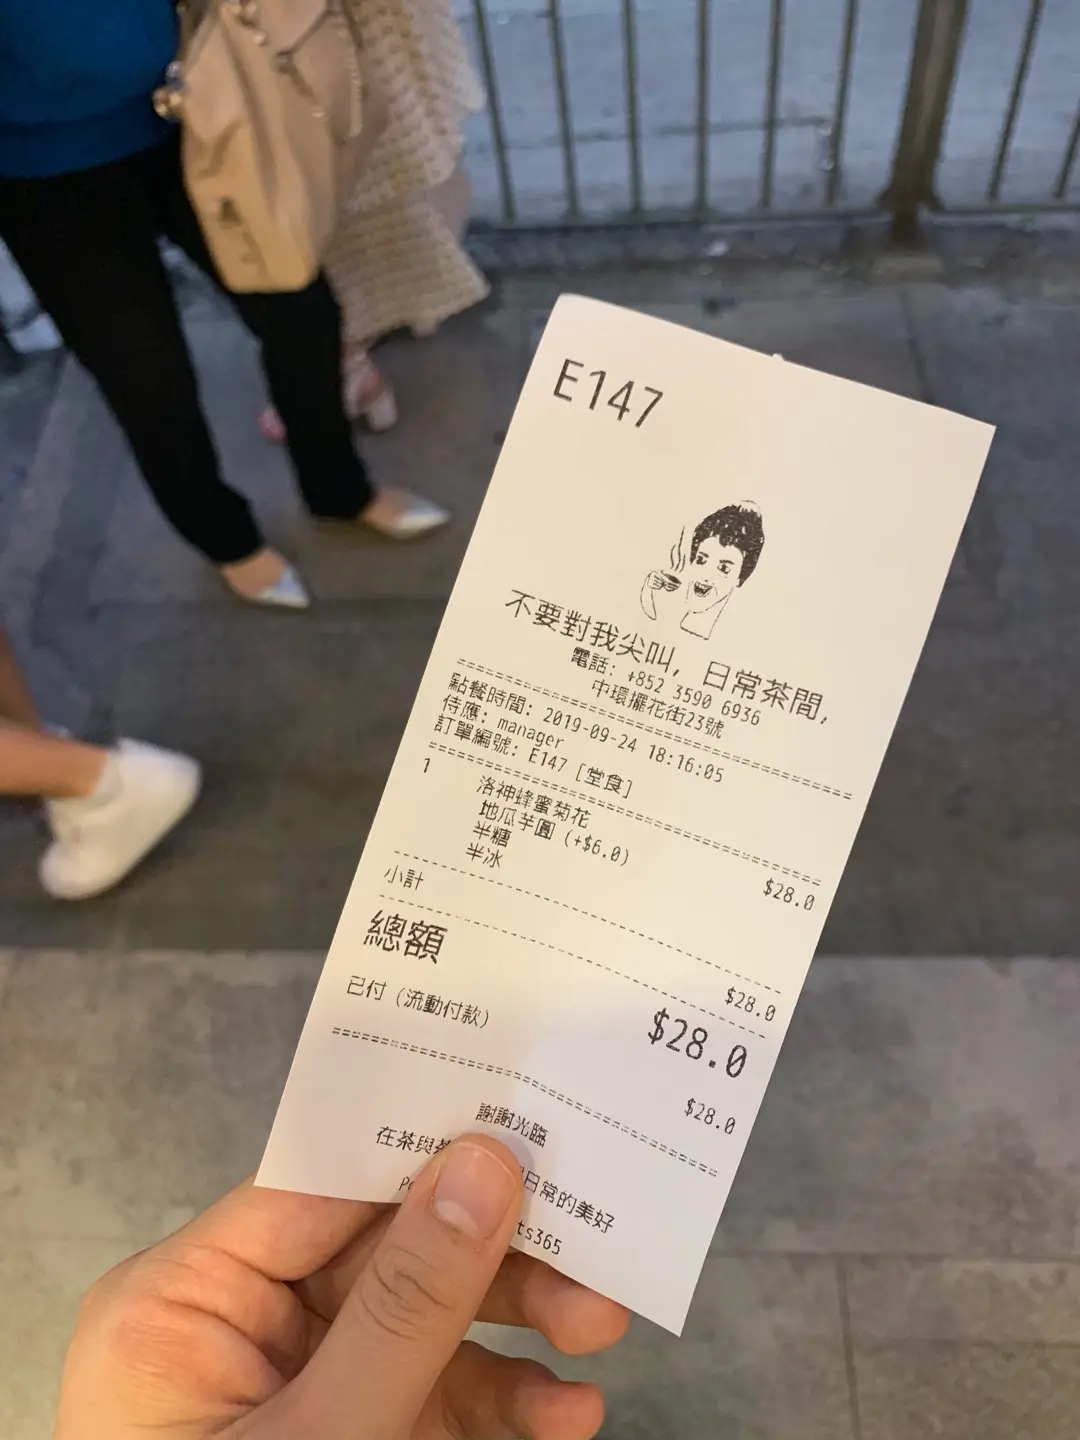 E147
不要對我尖叫, 日常茶間,
電話: +852 3590 6936
中環擺花街23號
點餐時間: 2019-09-24 18:16:05
侍應: manager
訂單編號: E147 [堂食]
1 洛神蜂蜜菊花 $28.0
地瓜芋圓 (+$6.0)
半糖
半冰
小計 $28.0
總額 $28.0
已付 (流動付款) $28.0
謝謝光臨
在茶與 日常的美好
ts365